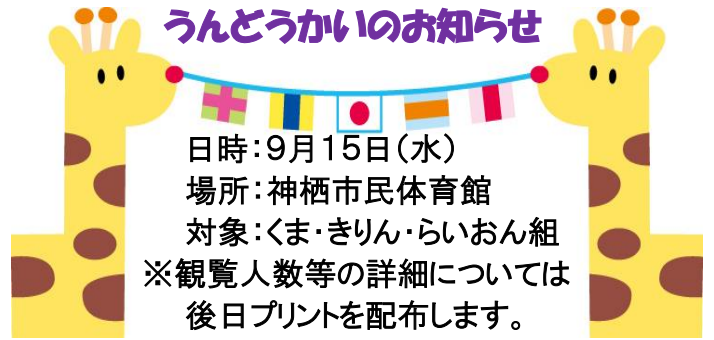 うんどうかいのお知らせ
日時：９月１５日（水）
場所：神栖市民体育館
対象：くま・きりん・らいおん組
※観覧人数等の詳細については
後日プリントを配布します。